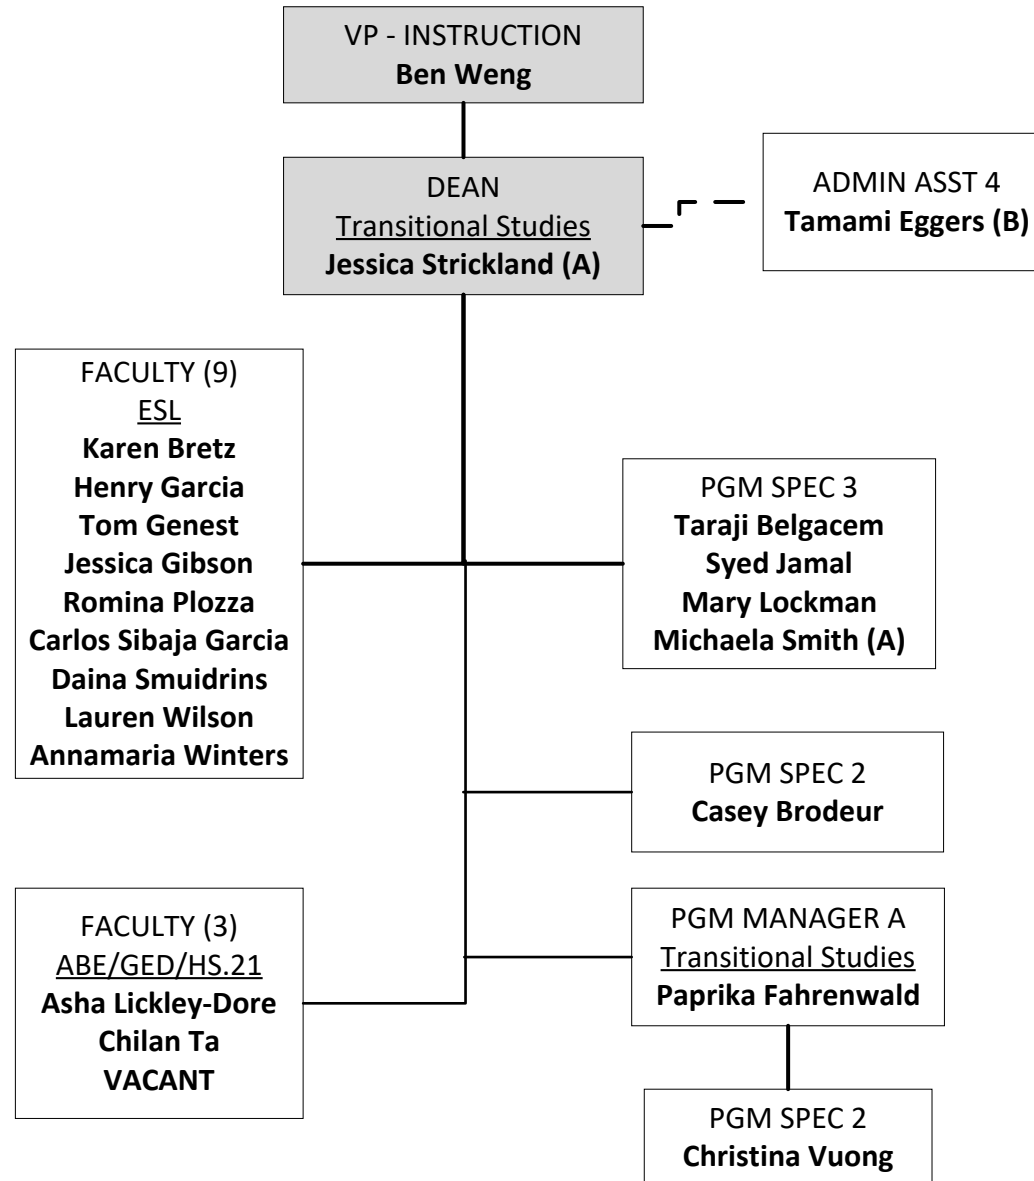 VP - INSTRUCTION
Ben Weng
DEAN
Transitional Studies
Jessica Strickland (A)
ADMIN ASST 4
Tamami Eggers (B)
FACULTY (9)
ESL
Karen Bretz
Henry Garcia
Tom Genest
Jessica Gibson
Romina Plozza
Carlos Sibaja Garcia
Daina Smuidrins
Lauren Wilson
Annamaria Winters
PGM SPEC 3
Taraji Belgacem
Syed Jamal
Mary Lockman
Michaela Smith (A)
PGM SPEC 2
Casey Brodeur
FACULTY (3)
ABE/GED/HS.21
Asha Lickley-Dore
Chilan Ta
VACANT
PGM MANAGER A
Transitional Studies
Paprika Fahrenwald
PGM SPEC 2
Christina Vuong